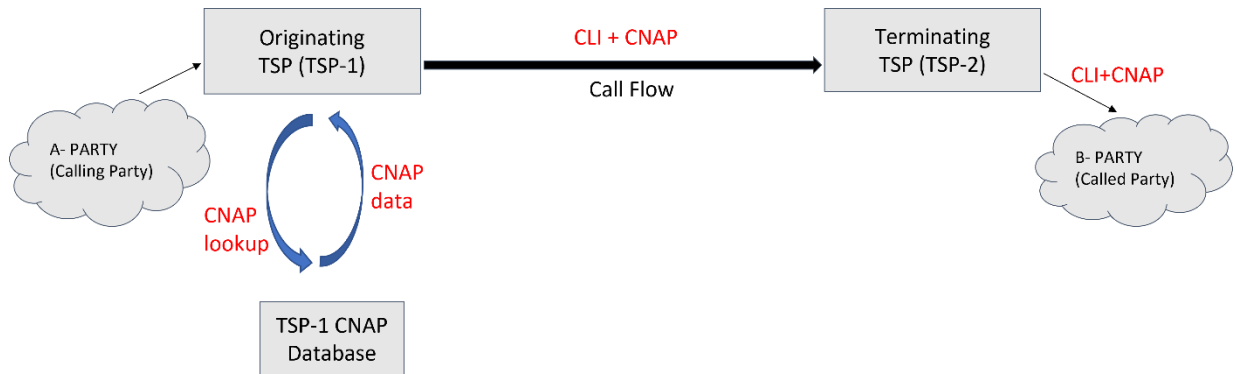 Originating
TSP (TSP-1)
CLI + CNAP
Call Flow
Terminating
TSP (TSP-2)
CLI+CNAP
A- PARTY
(Calling Party)
B- PARTY
(Called Party)
CNAP
data
CNAP
lookup
TSP-1 CNAP
Database